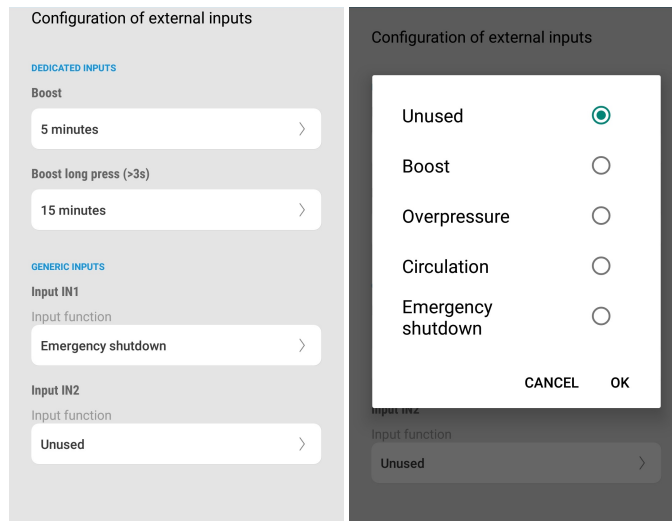 Configuration of external inputs
DEDICATED INPUTS
Boost
5 minutes
Boost long press (>3s)
15 minutes
GENERIC INPUTS
Input IN1
Input function
Emergency shutdown
Input IN2
Input function
Unused
Configuration of external inputs
Unused
Boost
Overpressure
Circulation
Emergency
shutdown
CANCEL OK
Input IN2
Input function
Unused